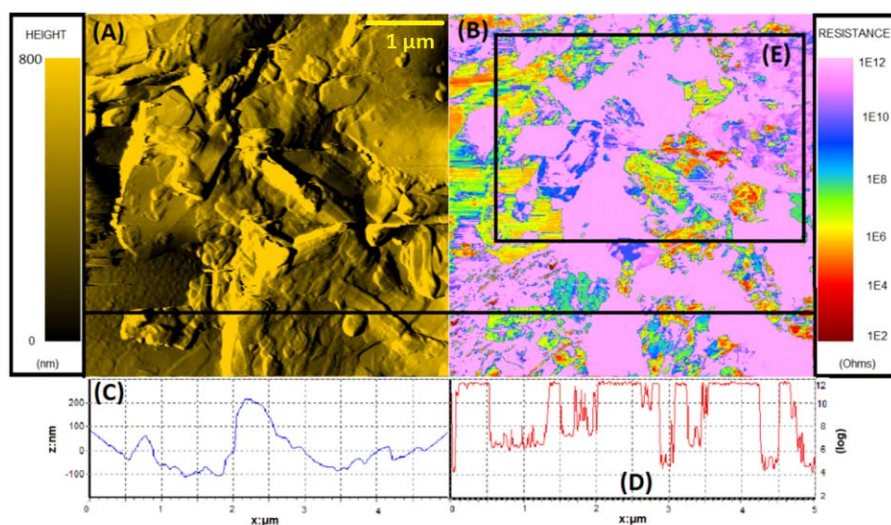 HEIGHT
800
0
(nm)
(A)
1 µm
(B)
(E)
RESISTANCE
1E12
1E10
1E8
1E6
1E4
1E2
(Ohms)
(C)
z:nm
200
100
0
-100
0
1
2
3
4
x:µm
(D)
12
10
8
6
4
2
(log)
0
1
2
3
4
5
x:µm